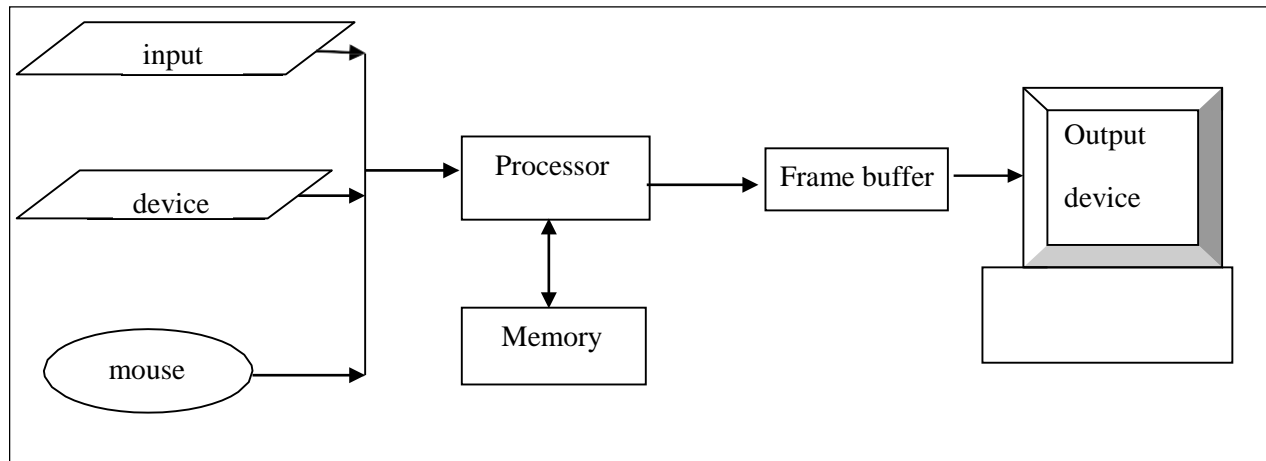 input
device
mouse
Processor
Memory
Frame buffer
Output
device